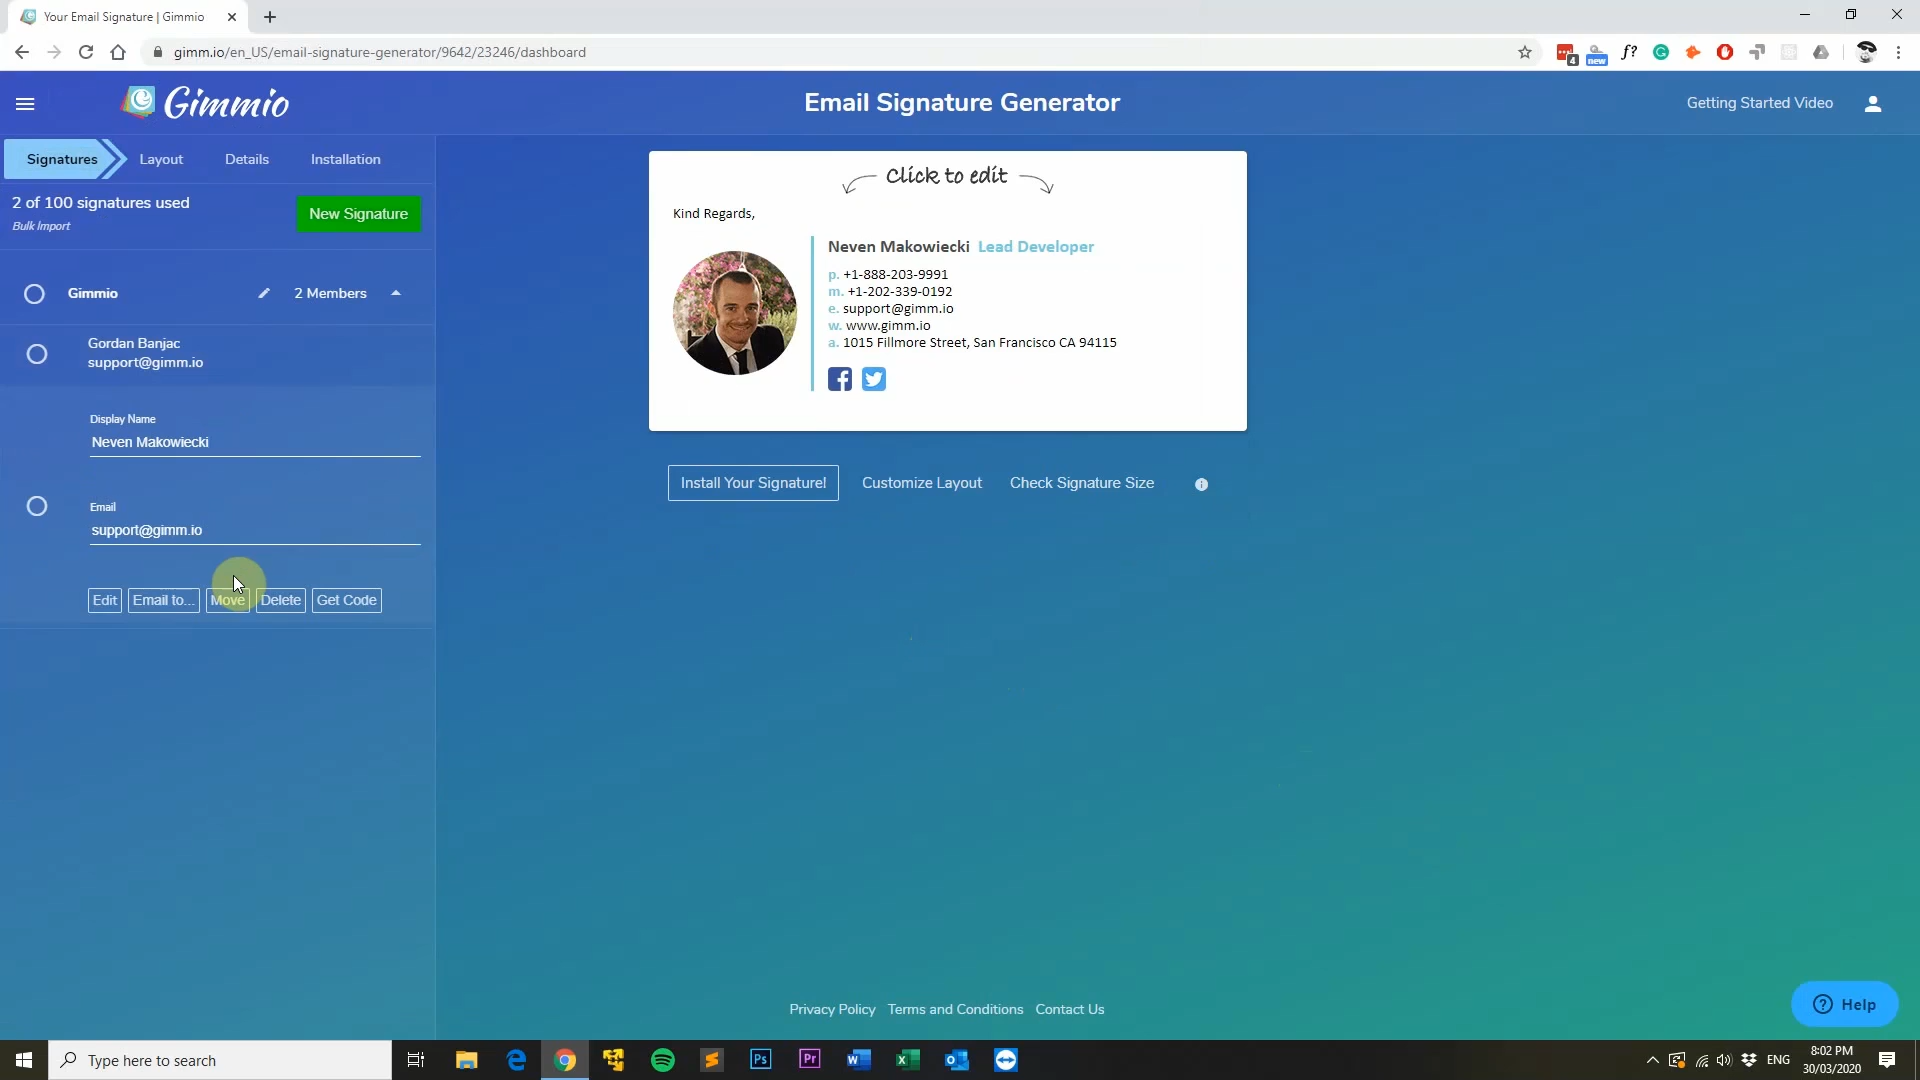 Your Email Signature | Gimmio
gimm.io/en_US/email-signature-generator/9642/23246/dashboard
4
new
f?
Gimmio
Email Signature Generator
Getting Started Video
Signatures
Layout
Details
Installation
2 of 100 signatures used
Bulk Import
New Signature
Gimmio
2 Members
Gordan Banjac
support@gimm.io
Display Name
Neven Makowiecki
Email
support@gimm.io
Edit
Email to...
Move
Delete
Get Code
Click to edit
Kind Regards,
Neven Makowiecki Lead Developer
p. +1-888-203-9991
m. +1-202-339-0192
e. support@gimm.io
w. www.gimm.io
a. 1015 Fillmore Street, San Francisco CA 94115
Install Your Signature!
Customize Layout
Check Signature Size
Privacy Policy
Terms and Conditions
Contact Us
Help
Type here to search
Ps
Pr
ENG
8:02 PM
30/03/2020